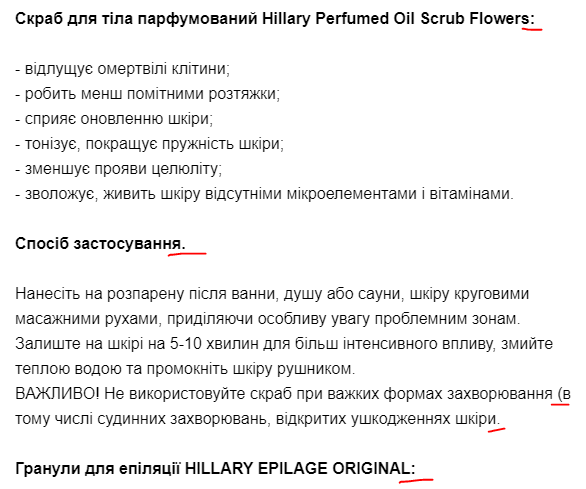 Скраб для тіла парфумований Hillary Perfumed Oil Scrub Flowers:
- відлущує омертвілі клітини;
- робить менш помітними розтяжки;
- сприяє оновленню шкіри;
- тонізує, покращує пружність шкіри;
- зменшує прояви целюліту;
- зволожує, живить шкіру відсутніми мікроелементами і вітамінами.
Спосіб застосування.
Нанесіть на розпарену після ванни, душу або сауни, шкіру круговими
масажними рухами, приділяючи особливу увагу проблемним зонам.
Залиште на шкірі на 5-10 хвилин для більш інтенсивного впливу, змийте
теплою водою та промокніть шкіру рушником.
ВАЖЛИВО! Не використовуйте скраб при важких формах захворювання (в
тому числі судинних захворювань, відкритих ушкодженнях шкіри.
Гранули для епіляції HILLARY EPILAGE ORIGINAL: